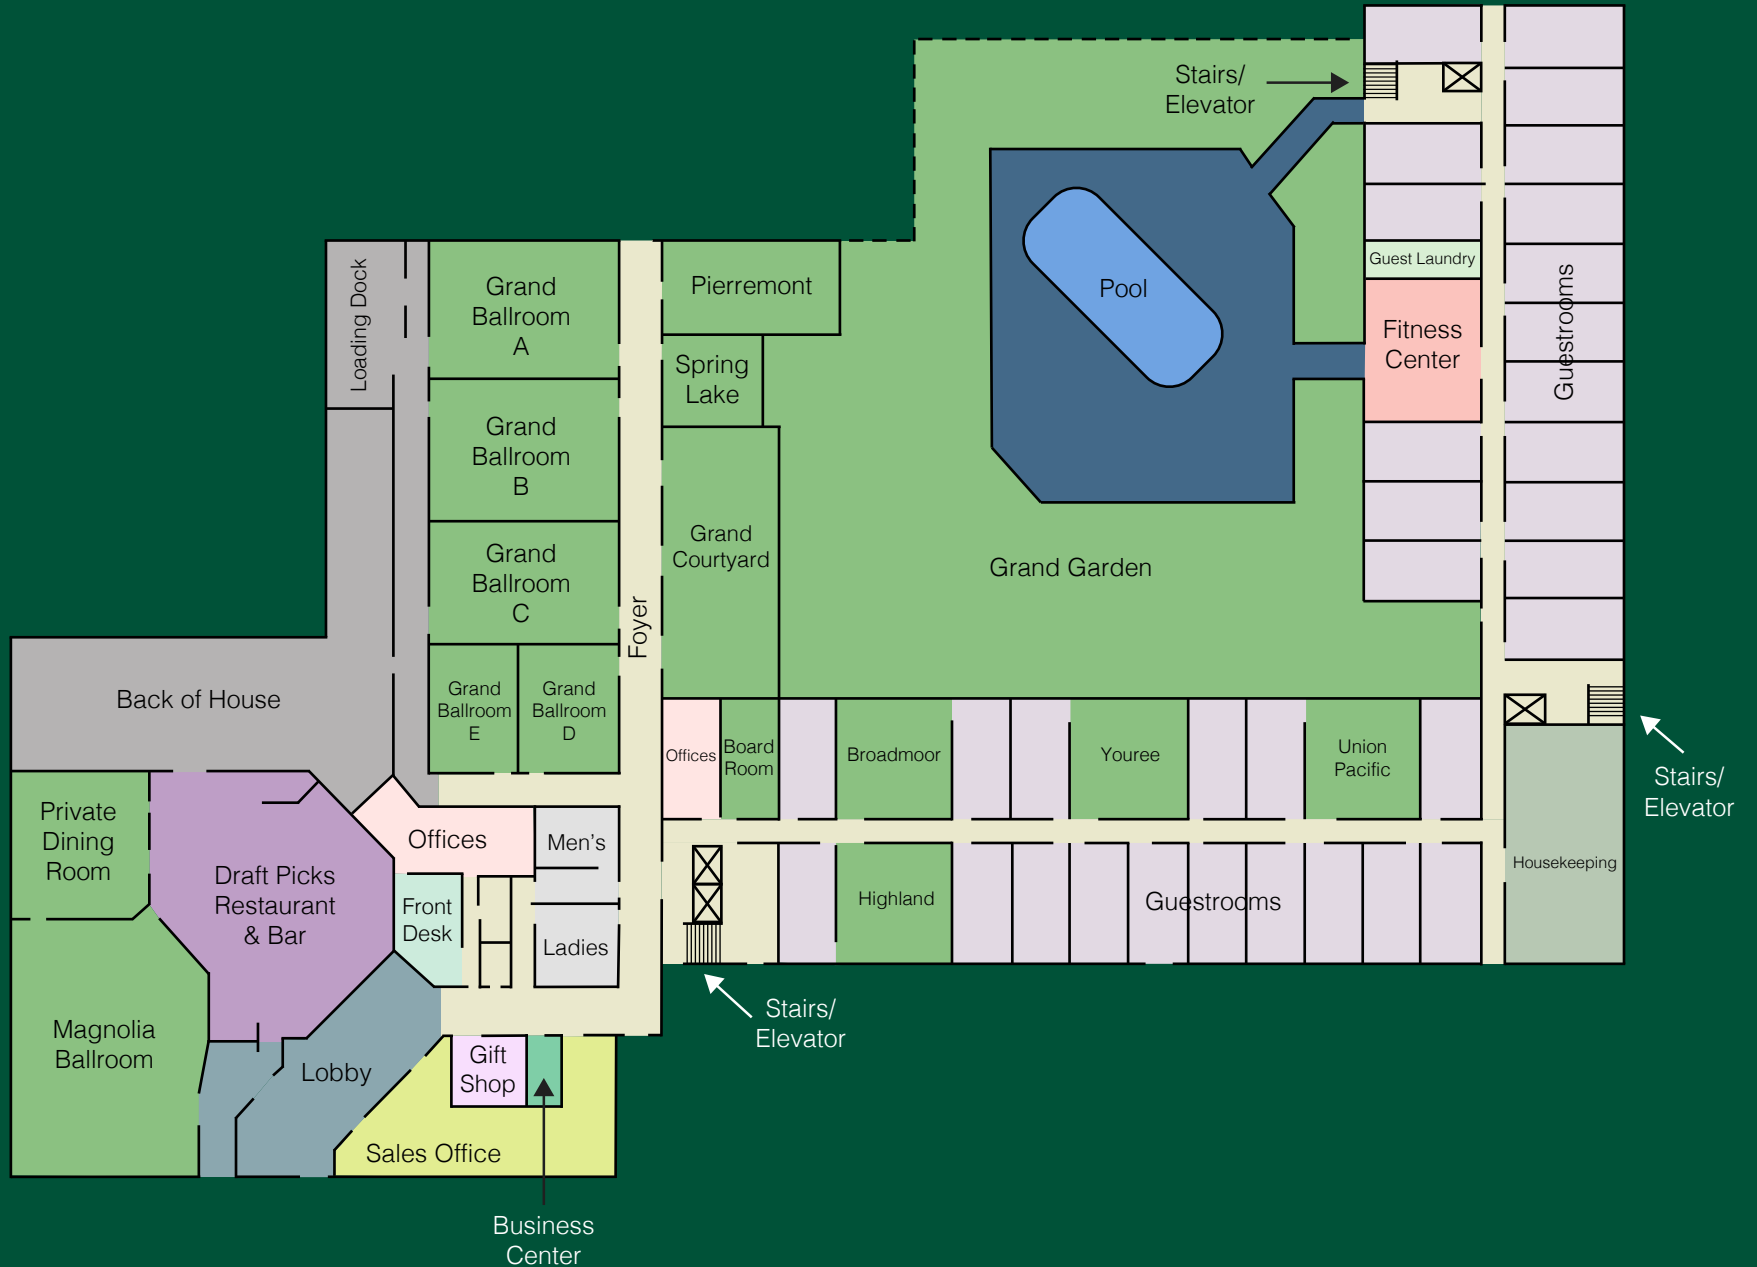 Stairs/
Elevator
Loading Dock
Grand
Ballroom
A
Pierremont
Pool
Guest Laundry
Guestrooms
Fitness
Center
Spring
Lake
Grand
Ballroom
B
Grand
Courtyard
Grand Garden
Grand
Ballroom
C
Foyer
Back of House
Grand
Ballroom
E
Grand
Ballroom
D
Offices
Board
Room
Broadmoor
Youree
Union
Pacific
Stairs/
Elevator
Private
Dining
Room
Offices
Men's
Draft Picks
Restaurant
& Bar
Front
Desk
Ladies
Highland
Guestrooms
Housekeeping
Stairs/
Elevator
Magnolia
Ballroom
Lobby
Gift
Shop
Sales Office
Business
Center